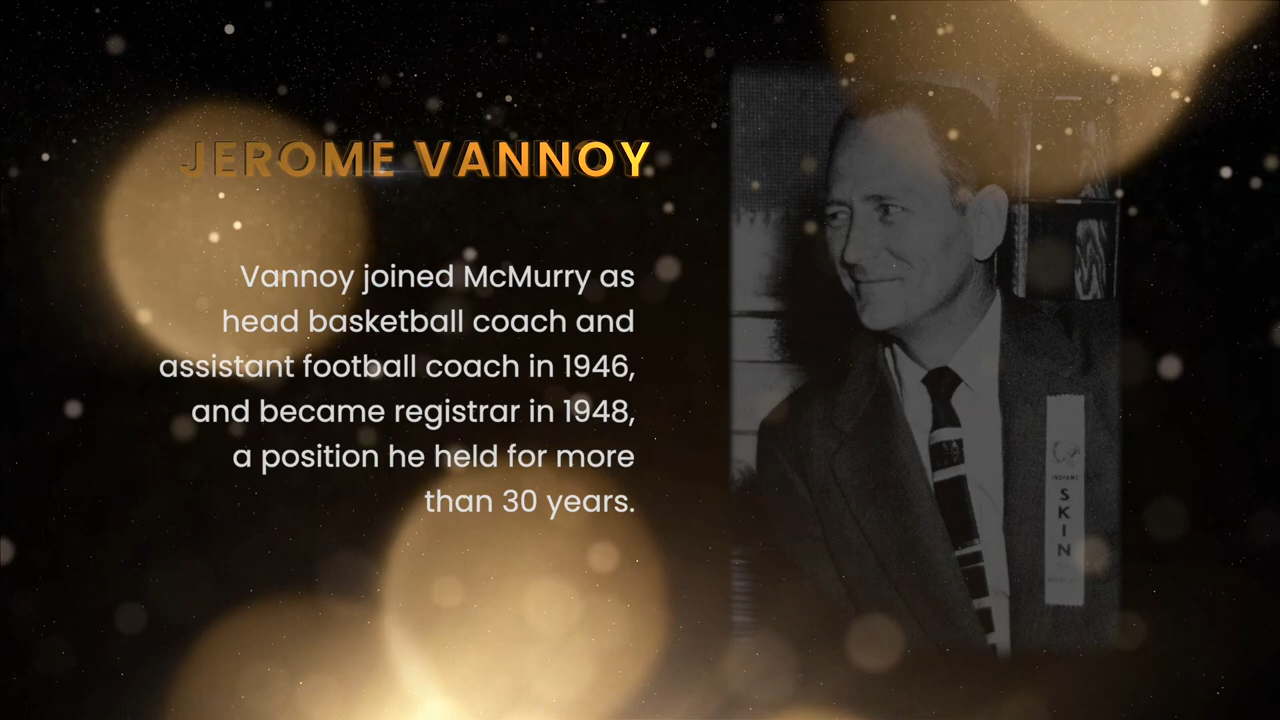 JEROME VANNOY
Vannoy joined McMurry as
head basketball coach and
assistant football coach in 1946,
and became registrar in 1948,
a position he held for more
than 30 years.
INDIANS
SKIN